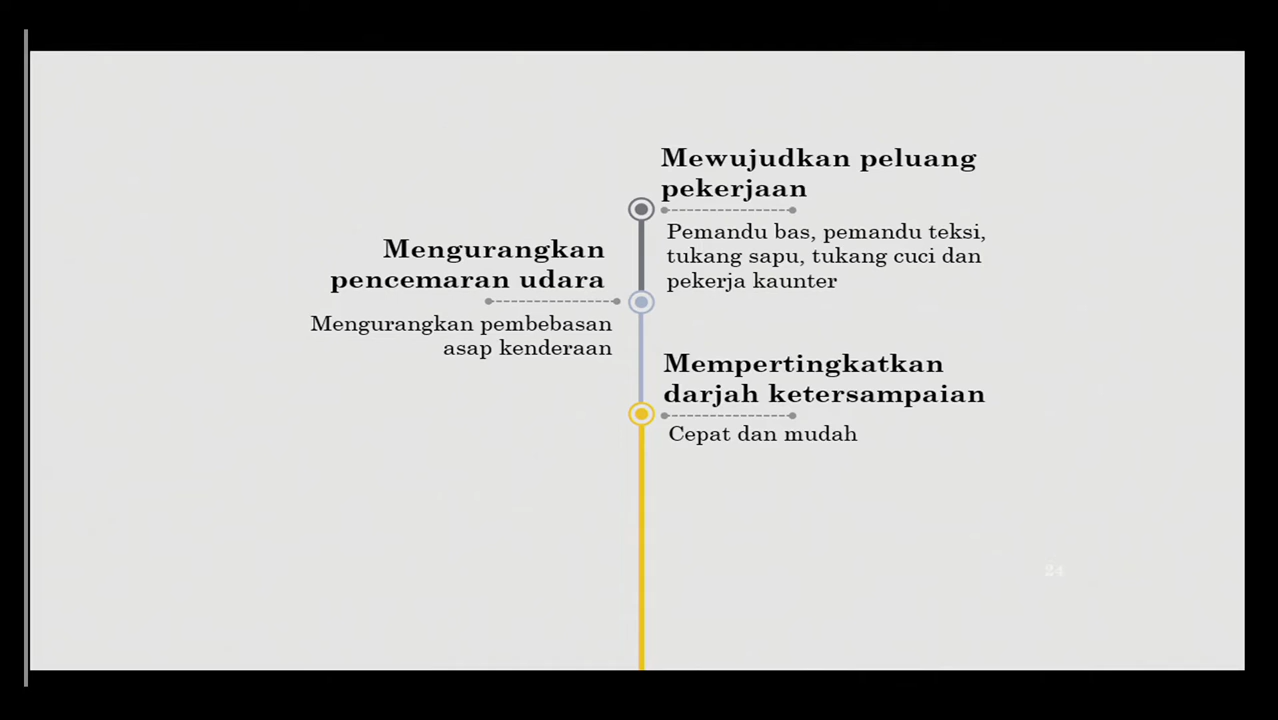 Mewujudkan peluang
pekerjaan
Pemandu bas, pemandu teksi,
tukang sapu, tukang cuci dan
pekerja kaunter
Mengurangkan
pencemaran udara
Mengurangkan pembebasan
asap kenderaan
Mempertingkatkan
darjah ketersampaian
Cepat dan mudah
24